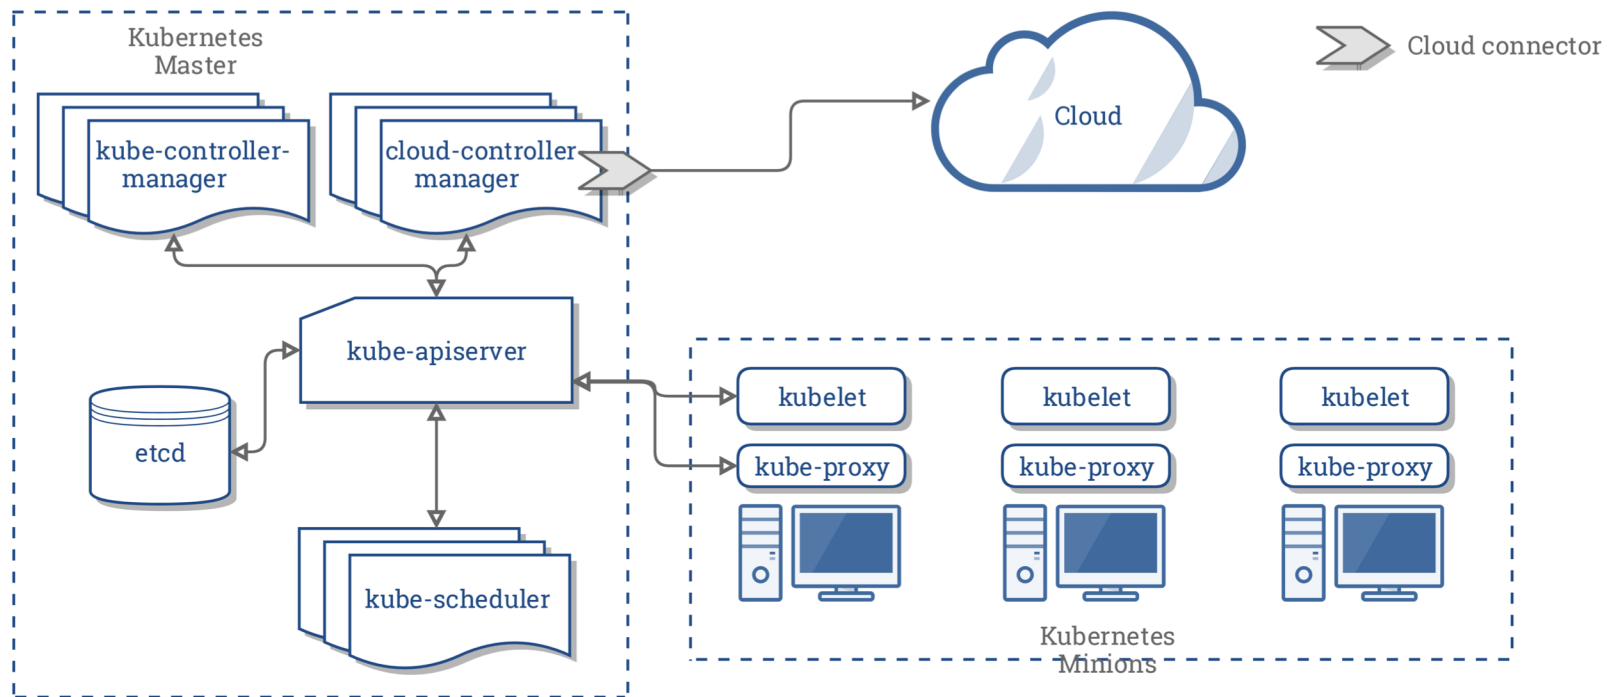 Kubernetes
Master
Cloud connector
kube-controller-
manager
cloud-controller
manager
Cloud
kube-apiserver
etcd
kubelet
kubelet
kubelet
kube-proxy
kube-proxy
kube-proxy
kube-scheduler
Kubernetes
Minions